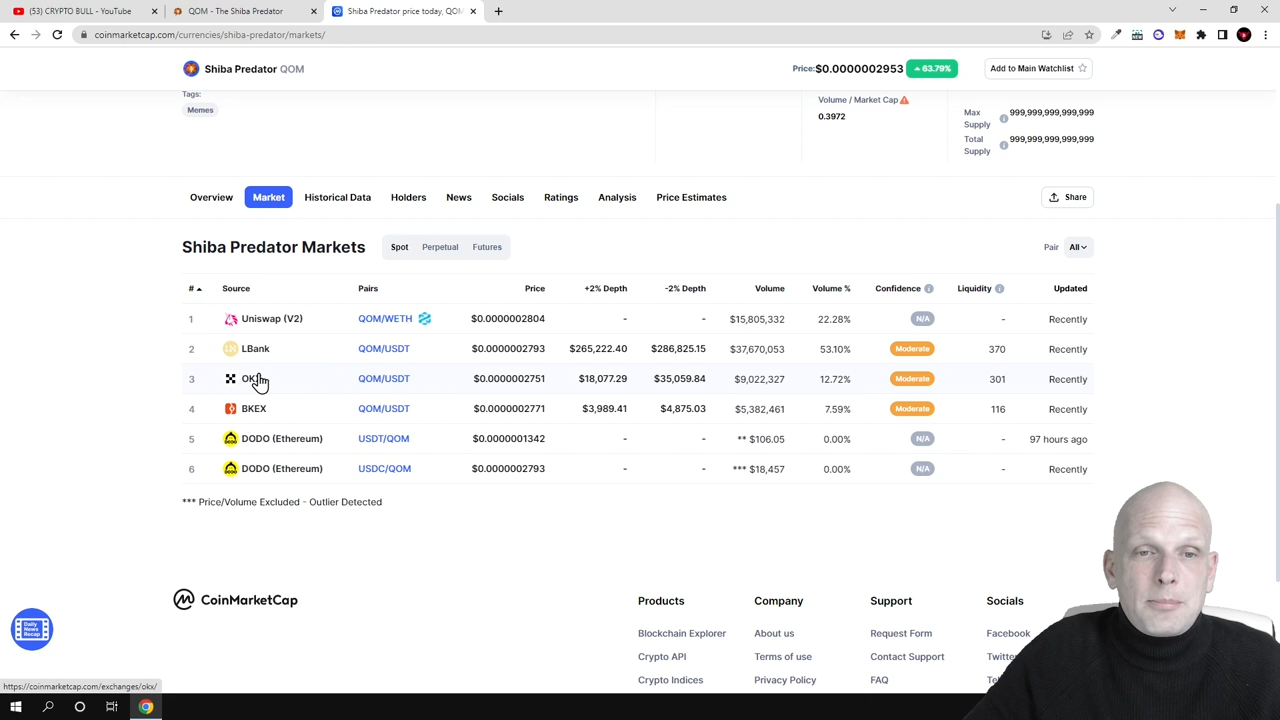 (53) CRYPTO BULL - YouTube
QOM - The Shiba Predator
Shiba Predator price today, QOM
coinmarketcap.com/currencies/shiba-predator/markets/
Shiba Predator QOM
Price: $0.0000002953 63.79%
Add to Main Watchlist
Tags:
Memes
Volume / Market Cap
0.3972
Max Supply 999,999,999,999,999
Total Supply 999,999,999,999,999
Overview Market Historical Data Holders News Socials Ratings Analysis Price Estimates Share
Shiba Predator Markets Spot Perpetual Futures Pair All
# Source Pairs Price +2% Depth -2% Depth Volume Volume % Confidence Liquidity Updated
1 Uniswap (V2) QOM/WETH $0.0000002804 - - $15,805,332 22.28% N/A - Recently
2 LBank QOM/USDT $0.0000002793 $265,222.40 $286,825.15 $37,670,053 53.10% Moderate 370 Recently
3 QOM/USDT $0.0000002751 $18,077.29 $35,059.84 $9,022,327 12.72% Moderate 301 Recently
4 BKEX QOM/USDT $0.0000002771 $3,989.41 $4,875.03 $5,382,461 7.59% Moderate 116 Recently
5 DODO (Ethereum) USDT/QOM $0.0000001342 - - ** $106.05 0.00% N/A - 97 hours ago
6 DODO (Ethereum) USDC/QOM $0.0000002793 - - *** $18,457 0.00% N/A - Recently
*** Price/Volume Excluded - Outlier Detected
CoinMarketCap
Products Company Support Socials
Blockchain Explorer About us Request Form Facebook
Crypto API Terms of use Contact Support
Crypto Indices Privacy Policy FAQ
Daily News Recap
https://coinmarketcap.com/exchanges/okx/